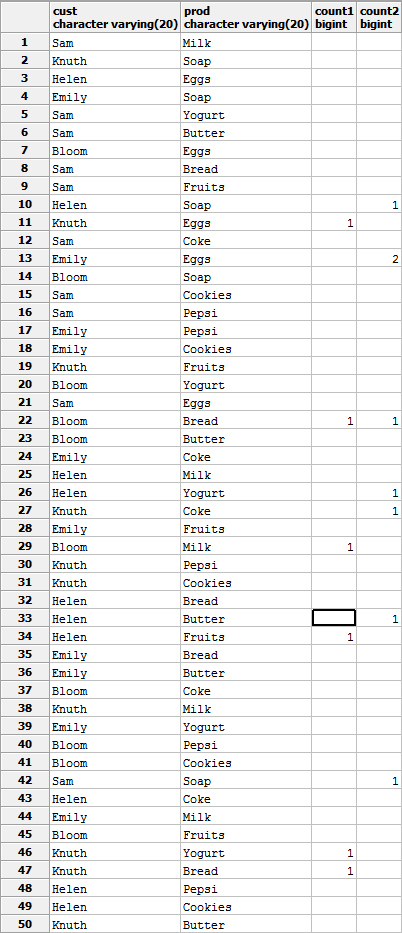 cust prod count1 count2
character varying(20) character varying(20) bigint bigint
1 Sam Milk
2 Knuth Soap
3 Helen Eggs
4 Emily Soap
5 Sam Yogurt
6 Sam Butter
7 Bloom Eggs
8 Sam Bread
9 Sam Fruits
10 Helen Soap 1
11 Knuth Eggs 1
12 Sam Coke
13 Emily Eggs 2
14 Bloom Soap
15 Sam Cookies
16 Sam Pepsi
17 Emily Pepsi
18 Emily Cookies
19 Knuth Fruits
20 Bloom Yogurt
21 Sam Eggs
22 Bloom Bread 1 1
23 Bloom Butter
24 Emily Coke
25 Helen Milk
26 Helen Yogurt 1
27 Knuth Coke 1
28 Emily Fruits
29 Bloom Milk 1
30 Knuth Pepsi
31 Knuth Cookies
32 Helen Bread
33 Helen Butter 1
34 Helen Fruits 1
35 Emily Bread
36 Emily Butter
37 Bloom Coke
38 Knuth Milk
39 Emily Yogurt
40 Bloom Pepsi
41 Bloom Cookies
42 Sam Soap 1
43 Helen Coke
44 Emily Milk
45 Bloom Fruits
46 Knuth Yogurt 1
47 Knuth Bread 1
48 Helen Pepsi
49 Helen Cookies
50 Knuth Butter